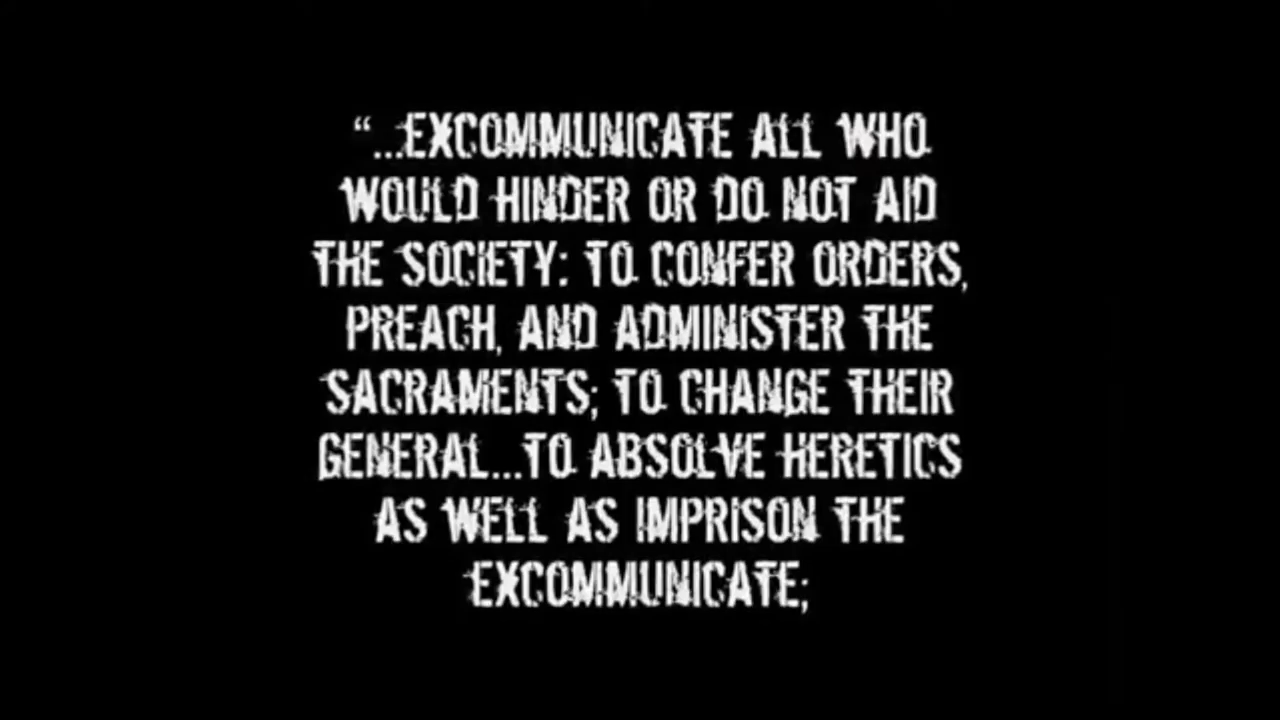 “...EXCOMMUNICATE ALL WHO
WOULD HINDER OR DO NOT AID
THE SOCIETY: TO CONFER ORDERS,
PREACH, AND ADMINISTER THE
SACRAMENTS; TO CHANGE THEIR
GENERAL...TO ABSOLVE HERETICS
AS WELL AS IMPRISON THE
EXCOMMUNICATE;